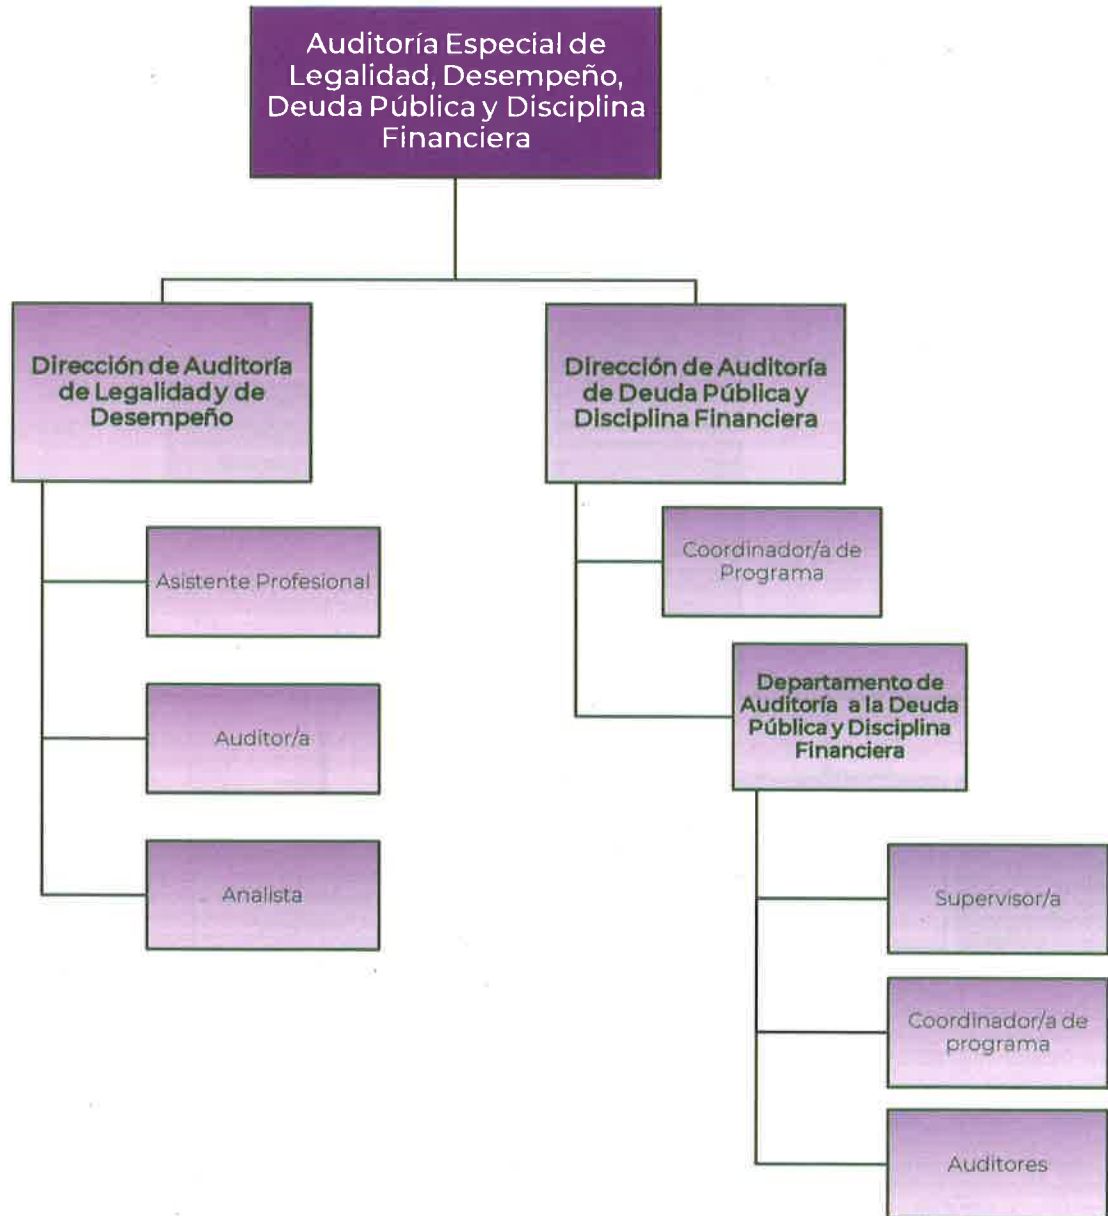 Auditoría Especial de
Legalidad, Desempeño,
Deuda Pública y Disciplina
Financiera
Dirección de Auditoría
de Legalidad y de
Desempeño
Asistente Profesional
Auditor/a
Analista
Dirección de Auditoría
de Deuda Pública y
Disciplina Financiera
Coordinador/a de
Programa
Departamento de
Auditoría a la Deuda
Pública y Disciplina
Financiera
Supervisor/a
Coordinador/a de
programa
Auditores